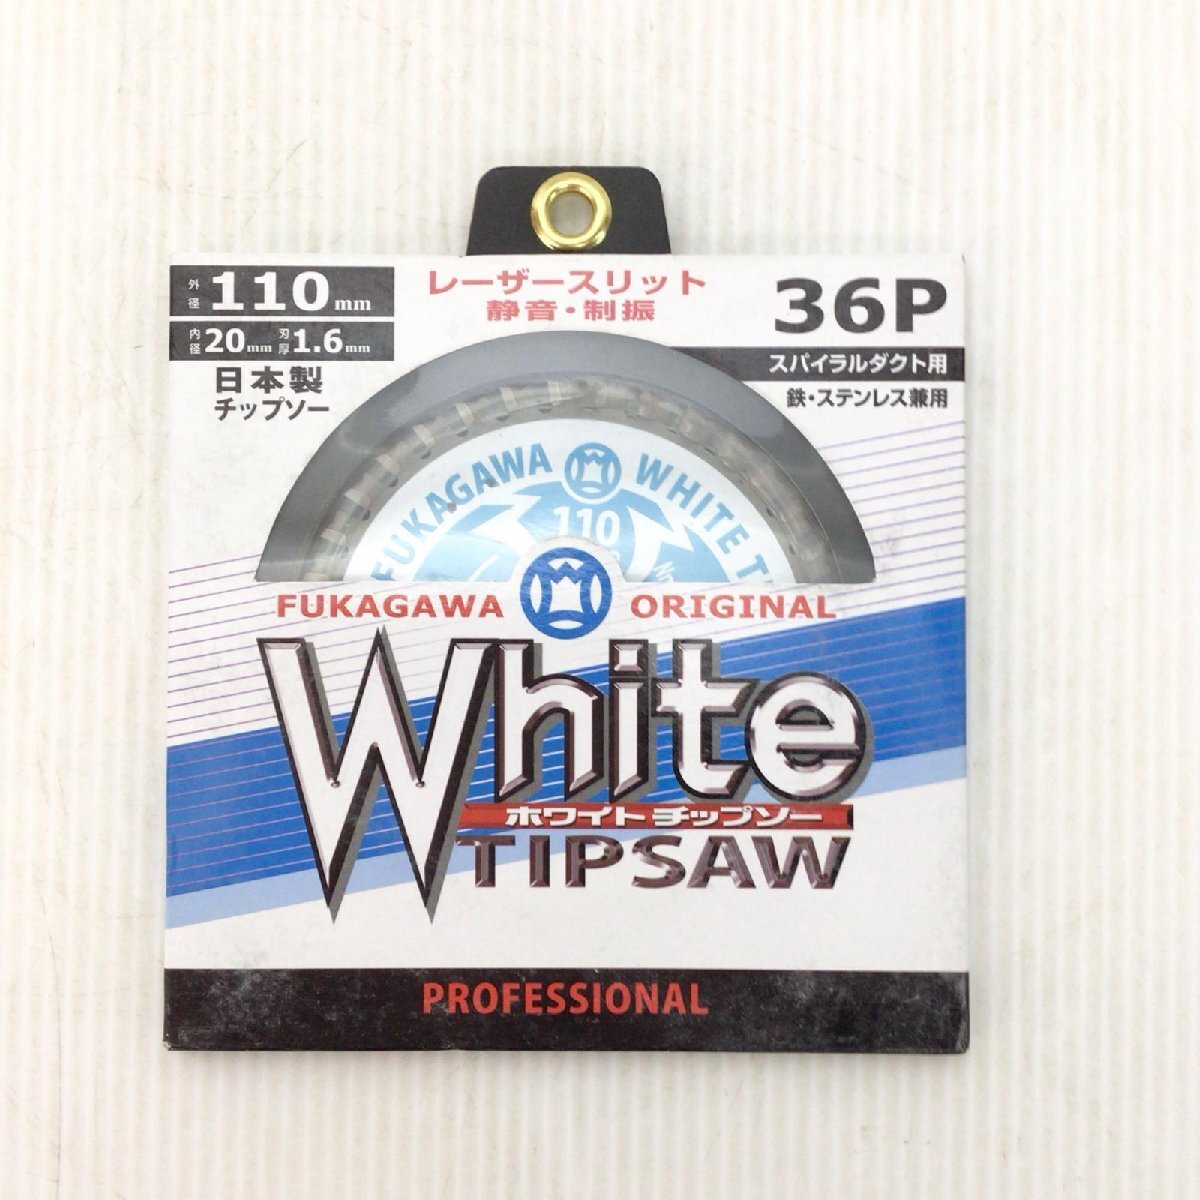 外径 110mm
内径 20mm 刃厚 1.6mm
日本製
チップソー
レーザースリット
静音・制振
36P
スパイラルダクト用
鉄・ステンレス兼用
FUKAGAWA WHITE
110
FUKAGAWA ORIGINAL
White
ホワイトチップソー
TIPSAW
PROFESSIONAL